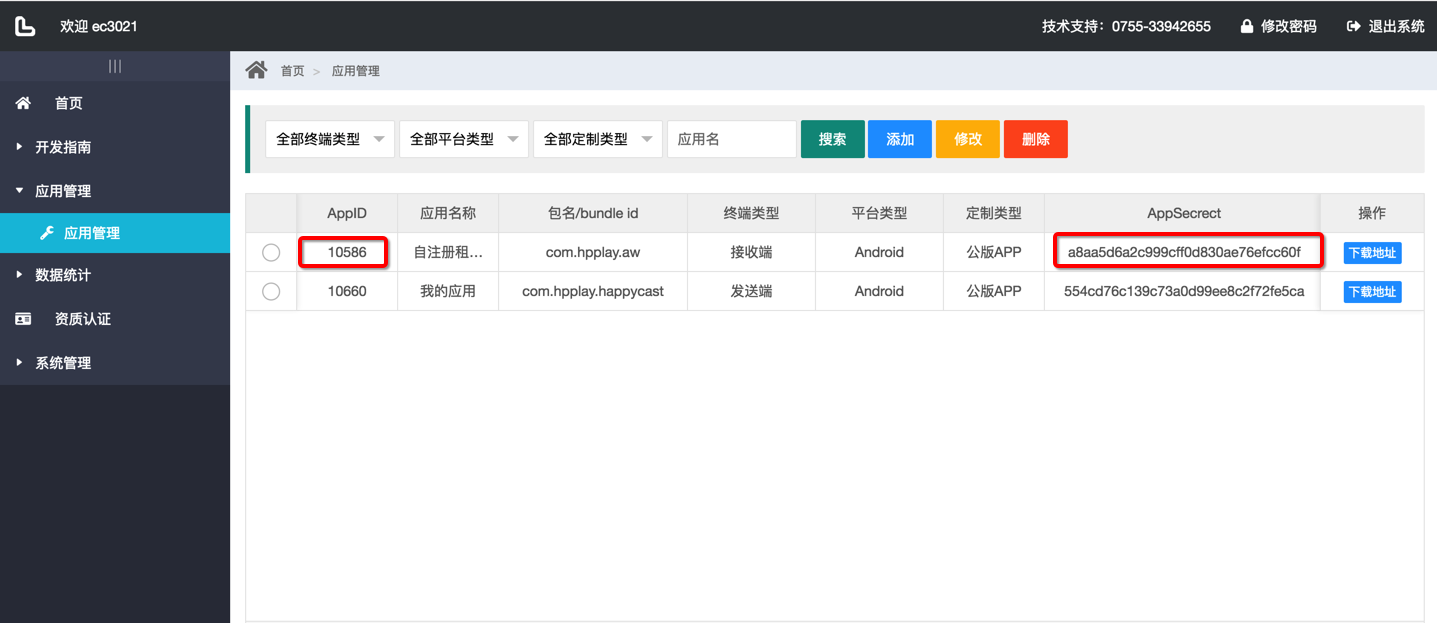 欢迎 ec3021 技术支持：0755-33942655 修改密码 退出系统
首页 > 应用管理
首页
开发指南
应用管理
应用管理
数据统计
资质认证
系统管理
全部终端类型 全部平台类型 全部定制类型 应用名 搜索 添加 修改 删除
AppID 应用名称 包名/bundle id 终端类型 平台类型 定制类型 AppSecrect 操作
10586 自注册租... com.hpplay.aw 接收端 Android 公版APP a8aa5d6a2c999cff0d830ae76efcc60f 下载地址
10660 我的应用 com.hpplay.happycast 发送端 Android 公版APP 554cd76c139c73a0d99ee8c2f72fe5ca 下载地址